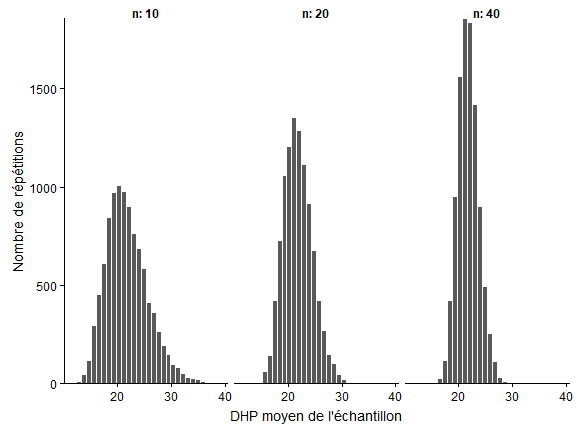 n: 10 n: 20 n: 40
Nombre de répétitions
1500
1000
500
0
20 30 40 20 30 40 20 30 40
DHP moyen de l'échantillon